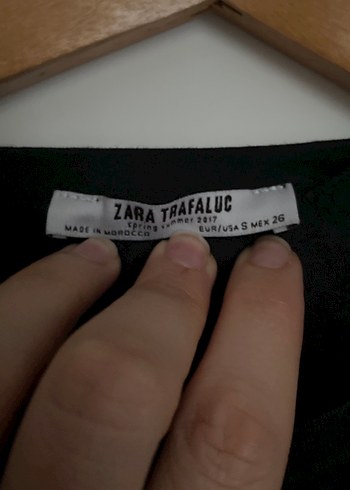 ZARA TRAFALUC
spring summer 2017
MADE IN MOROCCO EUR/USA S MEX 26